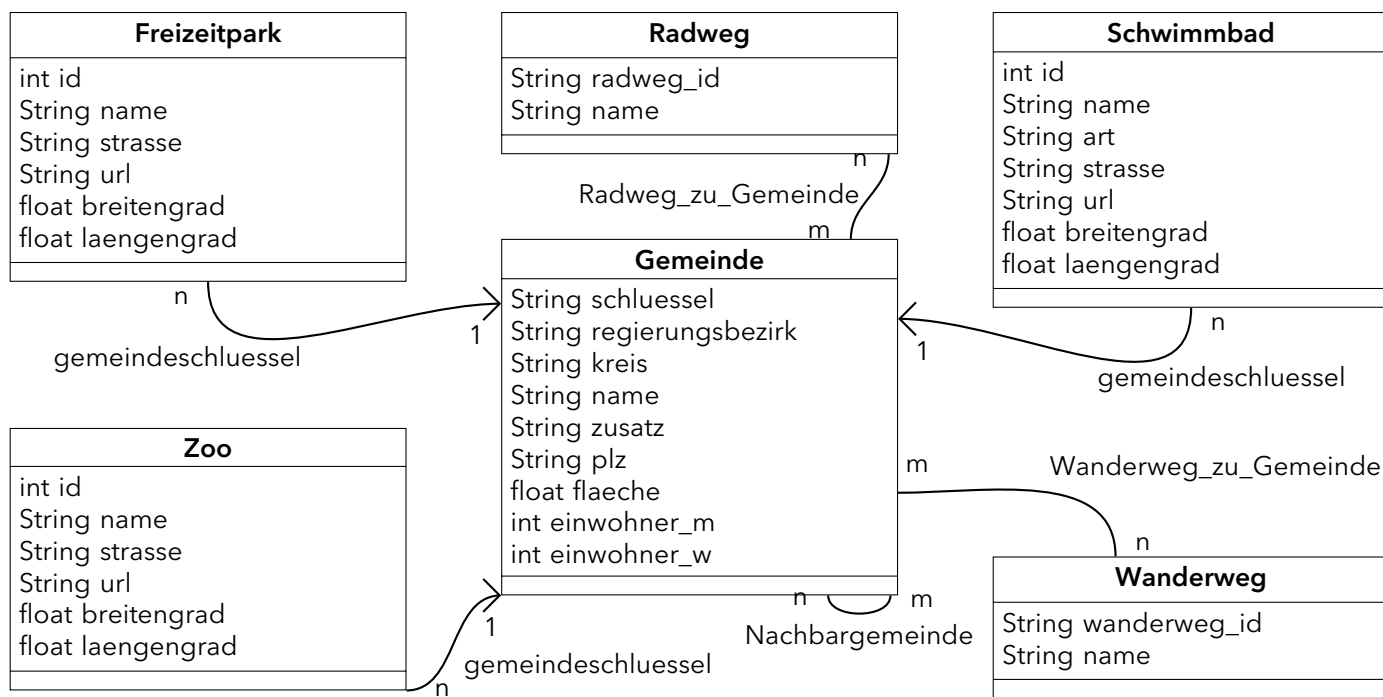 Freizeitpark
int id
String name
String strasse
String url
float breitengrad
float laengengrad
Radweg
String radweg_id
String name
Schwimmbad
int id
String name
String art
String strasse
String url
float breitengrad
float laengengrad
n
Radweg_zu_Gemeinde
m
Gemeinde
String schluessel
String regierungsbezirk
String kreis
String name
String zusatz
String plz
float flaeche
int einwohner_m
int einwohner_w
n
1
gemeindeschluessel
n
1
gemeindeschluessel
Zoo
int id
String name
String strasse
String url
float breitengrad
float laengengrad
n
1
gemeindeschluessel
m
Wanderweg_zu_Gemeinde
n
n
m
Nachbargemeinde
Wanderweg
String wanderweg_id
String name